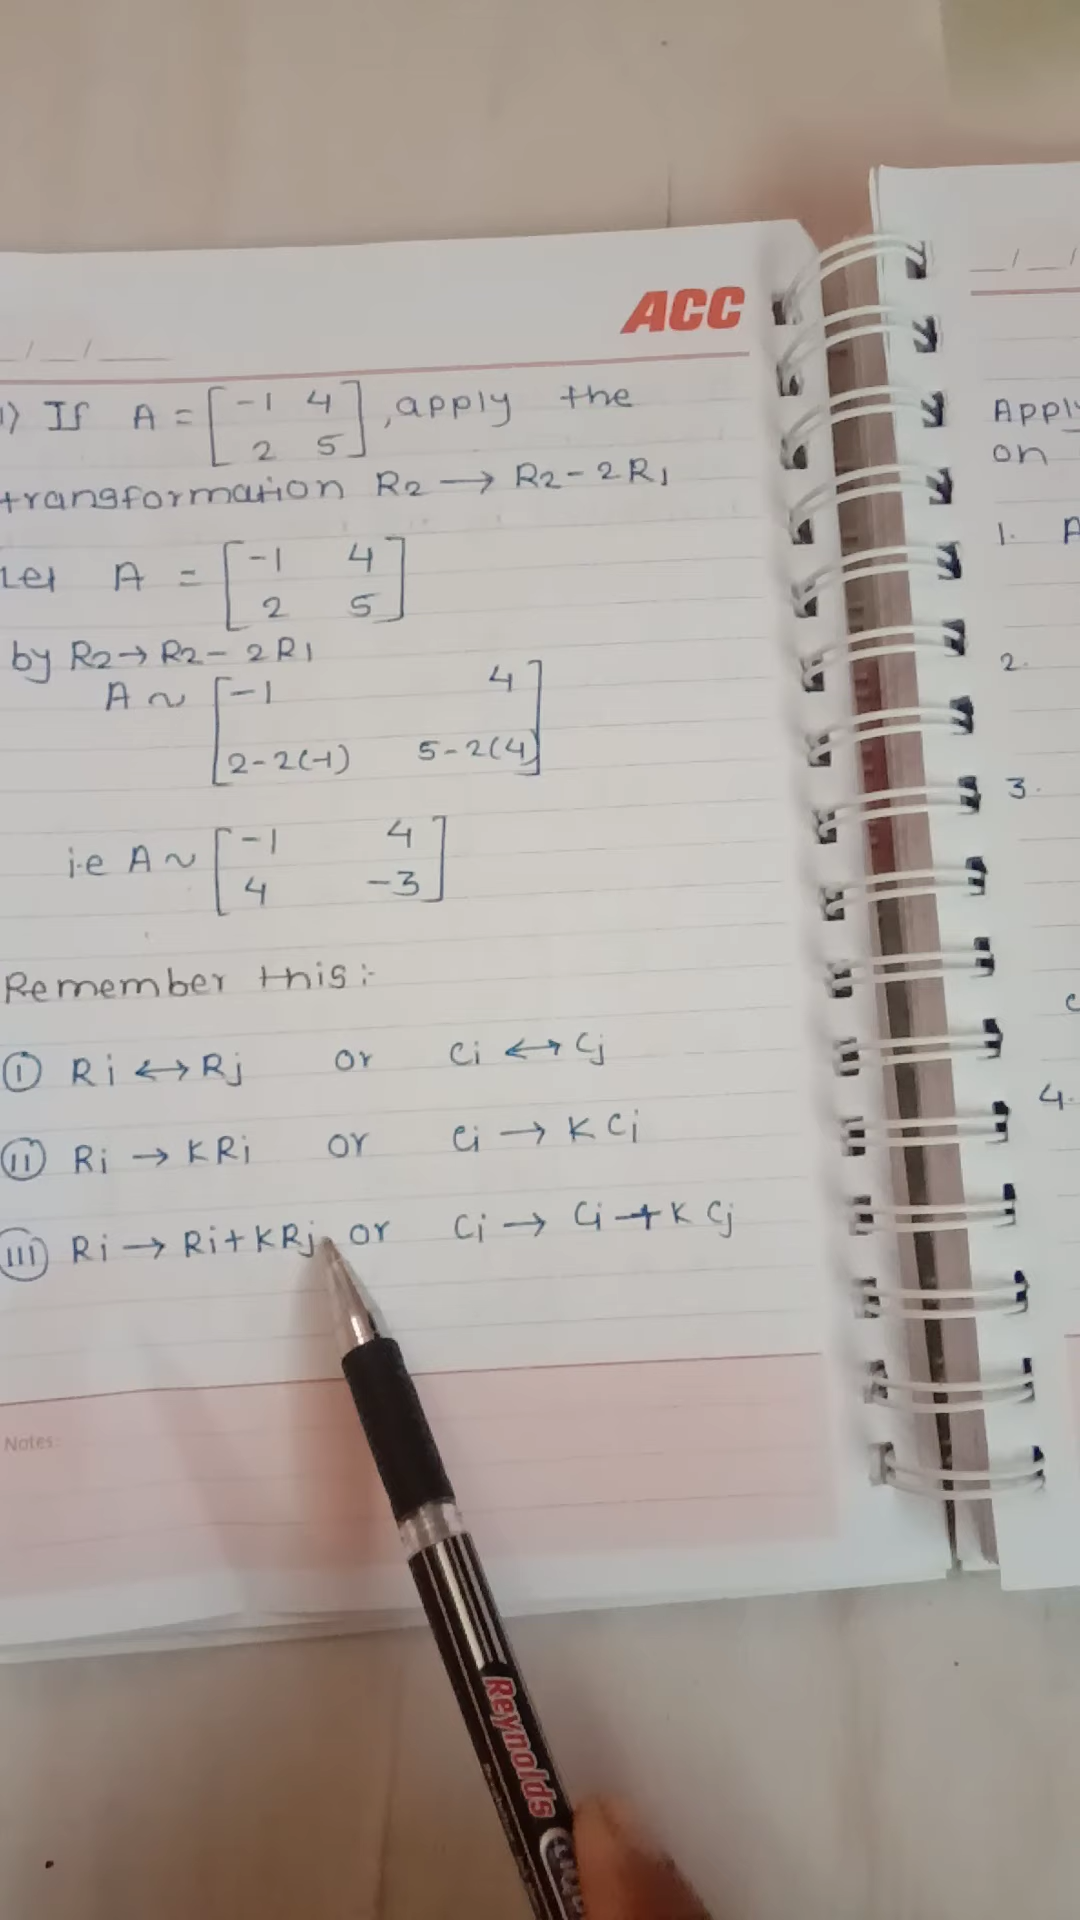 ACC
1) If A = [ -1 4 ] , apply the
[ 2 5 ]
transformation R2 → R2 - 2R1
Let A = [ -1 4 ]
[ 2 5 ]
by R2 → R2 - 2R1
A ~ [ -1 4 ]
[ 2-2(-1) 5-2(4) ]
i.e A ~ [ -1 4 ]
[ 4 -3 ]
Remember this:-
(i) Ri ↔ Rj or Ci ↔ Cj
(ii) Ri → KRi or Ci → KCi
(iii) Ri → Ri + KRj or Ci → Ci + KCj
Notes:
Reynolds
Apply
on
1. A
2.
3.
4.